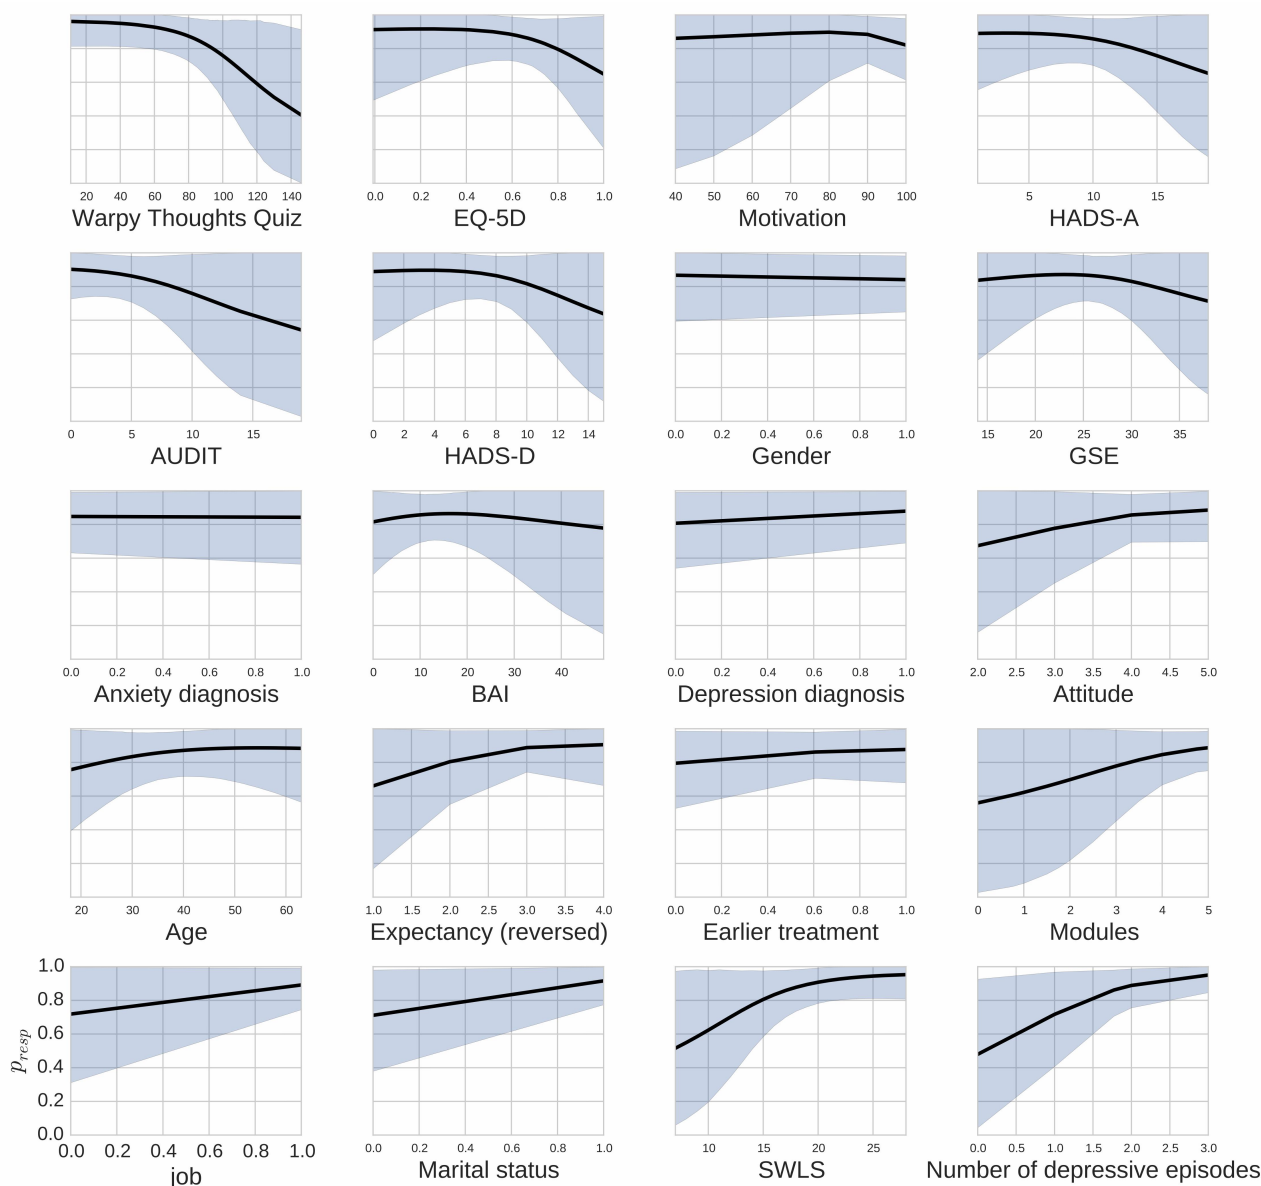 20 40 60 80 100 120 140
Warpy Thoughts Quiz
0.0 0.2 0.4 0.6 0.8 1.0
EQ-5D
40 50 60 70 80 90 100
Motivation
5 10 15
HADS-A
0 5 10 15
AUDIT
0 2 4 6 8 10 12 14
HADS-D
0.0 0.2 0.4 0.6 0.8 1.0
Gender
15 20 25 30 35
GSE
0.0 0.2 0.4 0.6 0.8 1.0
Anxiety diagnosis
0 10 20 30 40
BAI
0.0 0.2 0.4 0.6 0.8 1.0
Depression diagnosis
2.0 2.5 3.0 3.5 4.0 4.5 5.0
Attitude
20 30 40 50 60
Age
1.0 1.5 2.0 2.5 3.0 3.5 4.0
Expectancy (reversed)
0.0 0.2 0.4 0.6 0.8 1.0
Earlier treatment
0 1 2 3 4 5
Modules
1.0
0.8
0.6
0.4
0.2
0.0
p_resp
0.0 0.2 0.4 0.6 0.8 1.0
job
0.0 0.2 0.4 0.6 0.8 1.0
Marital status
10 15 20 25
SWLS
0.0 0.5 1.0 1.5 2.0 2.5 3.0
Number of depressive episodes